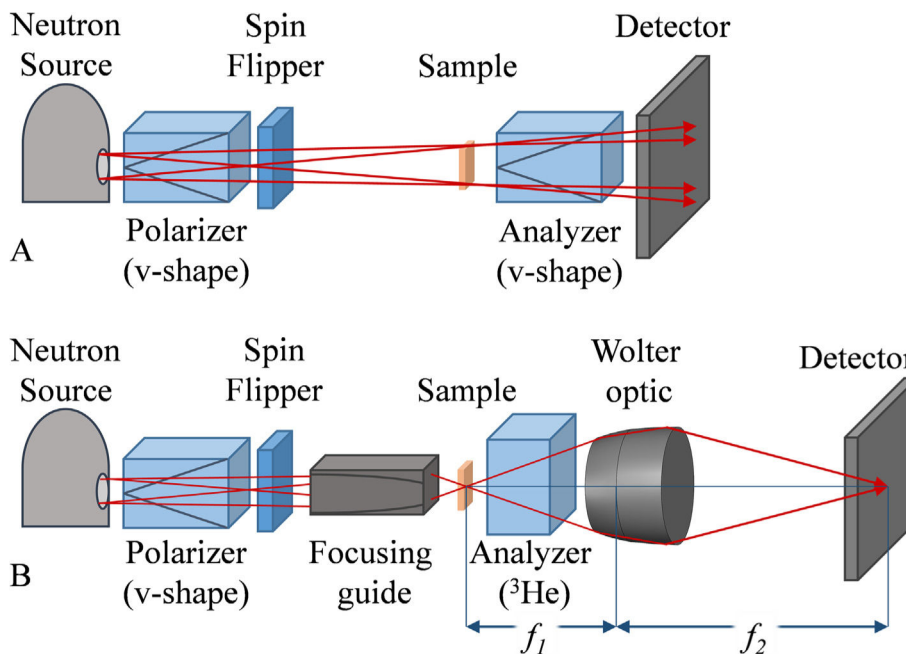 Neutron
Source
Spin
Flipper
Sample
Detector
Polarizer
(v-shape)
Analyzer
(v-shape)
A
Neutron
Source
Spin
Flipper
Sample
Wolter
optic
Detector
Polarizer
(v-shape)
Focusing
guide
Analyzer
(³He)
B
f₁
f₂